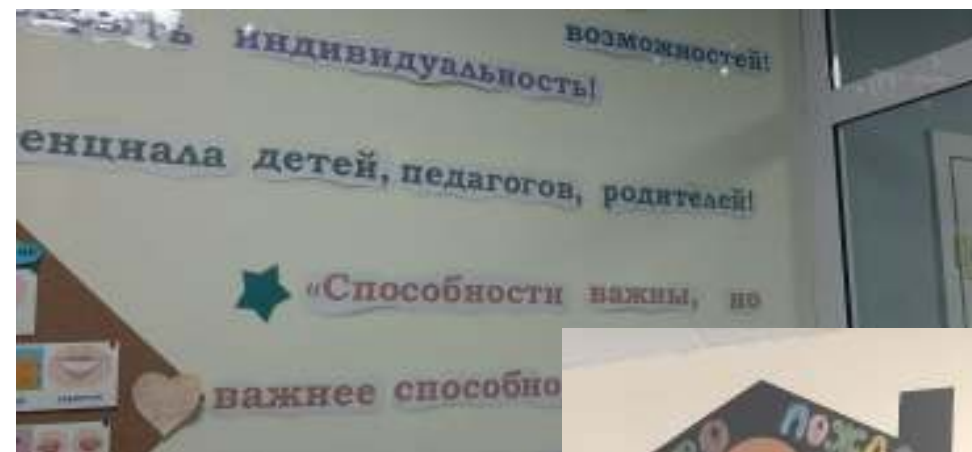 возможностей!
индивидуальность!
енциала детей, педагогов, родителей!
«Способности важны, но
важнее способно